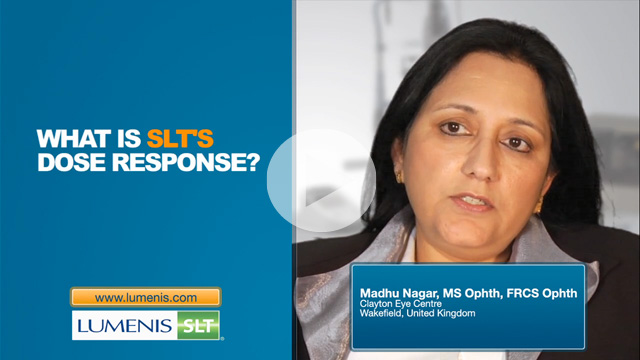 WHAT IS SLT'S
DOSE RESPONSE?
www.lumenis.com
LUMENIS SLT®
Madhu Nagar, MS Ophth, FRCS Ophth
Clayton Eye Centre
Wakefield, United Kingdom